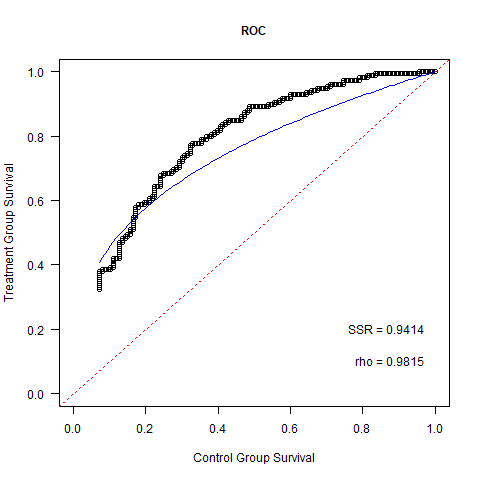 ROC
Treatment Group Survival
1.0
0.8
0.6
0.4
0.2
0.0
SSR = 0.9414
rho = 0.9815
0.0 0.2 0.4 0.6 0.8 1.0
Control Group Survival